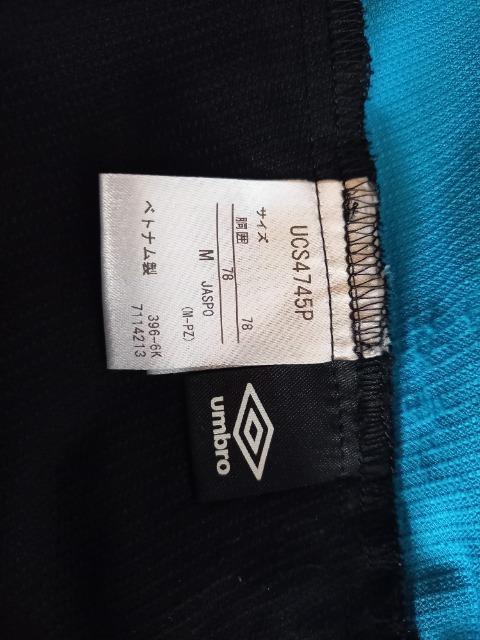 UCS4745P
サイズ 78
胴囲 78
M JASPO
(M-PZ)
ベトナム製 396-6K
7114213
umbro